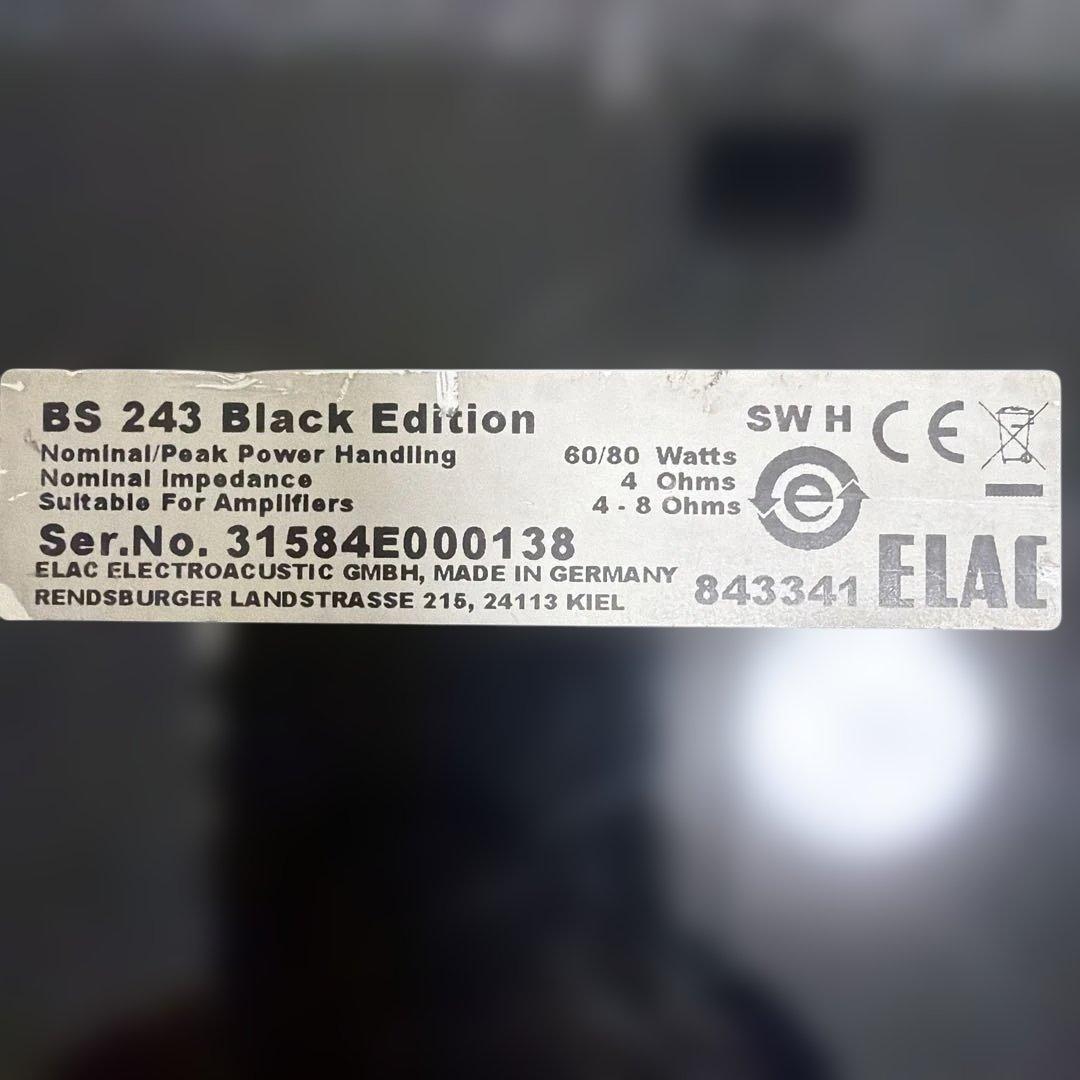 BS 243 Black Edition SW H CE
Nominal/Peak Power Handling 60/80 Watts
Nominal Impedance 4 Ohms
Suitable For Amplifiers 4 - 8 Ohms
e
Ser.No. 31584E000138
ELAC ELECTROACUSTIC GMBH, MADE IN GERMANY
RENDSBURGER LANDSTRASSE 215, 24113 KIEL
843341 ELAC